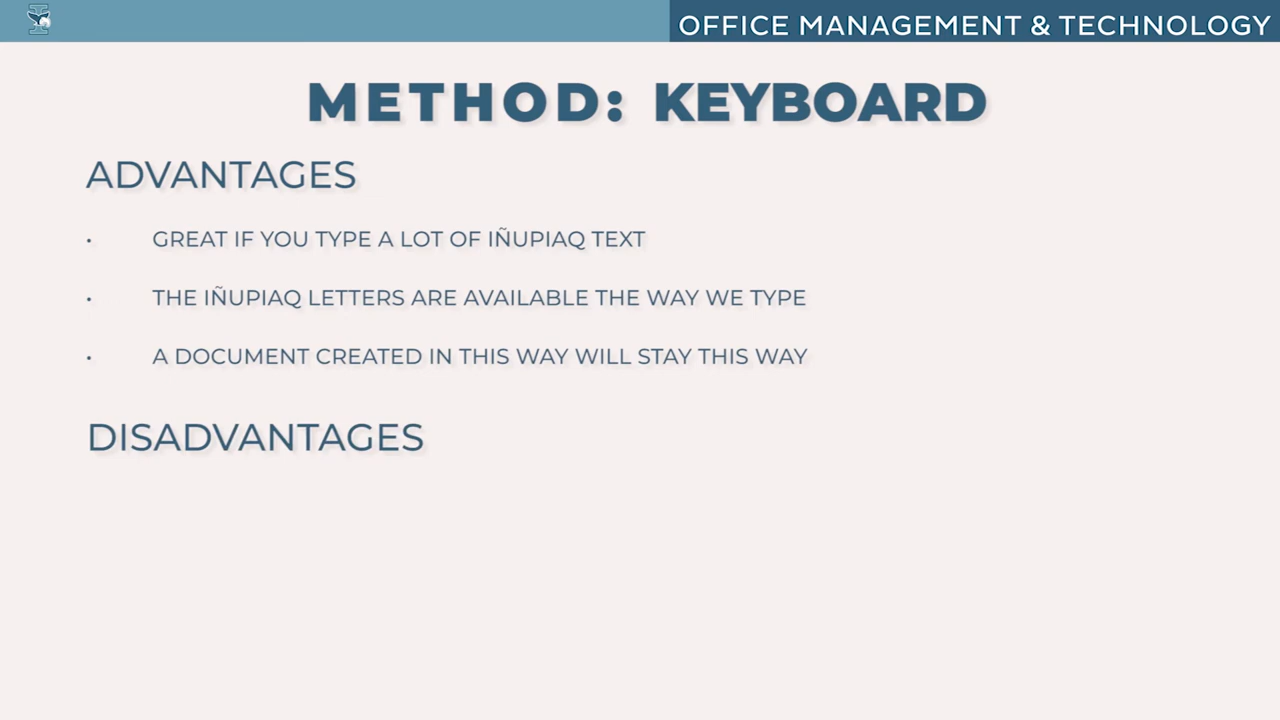 OFFICE MANAGEMENT & TECHNOLOGY
METHOD: KEYBOARD
ADVANTAGES
• GREAT IF YOU TYPE A LOT OF IÑUPIAQ TEXT
• THE IÑUPIAQ LETTERS ARE AVAILABLE THE WAY WE TYPE
• A DOCUMENT CREATED IN THIS WAY WILL STAY THIS WAY
DISADVANTAGES